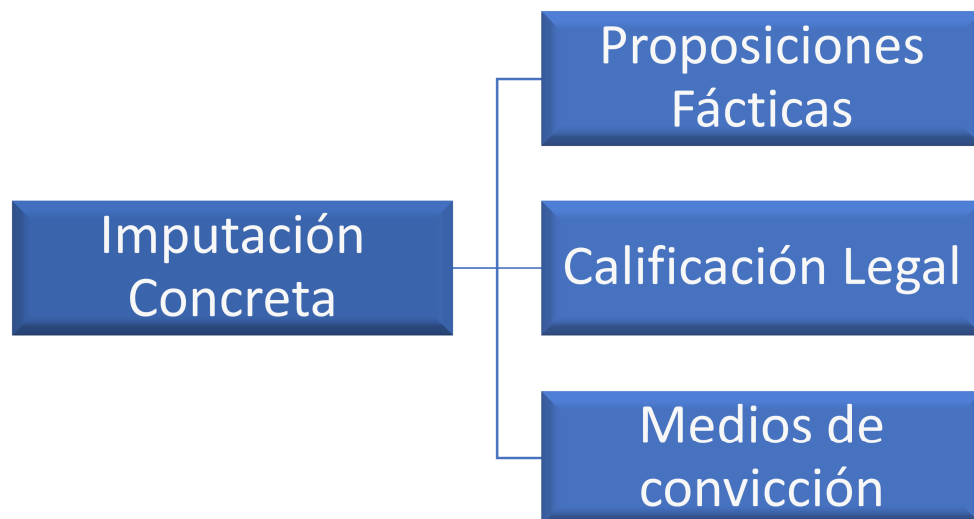 Proposiciones
Fácticas
Imputación
Concreta
Calificación Legal
Medios de
convicción